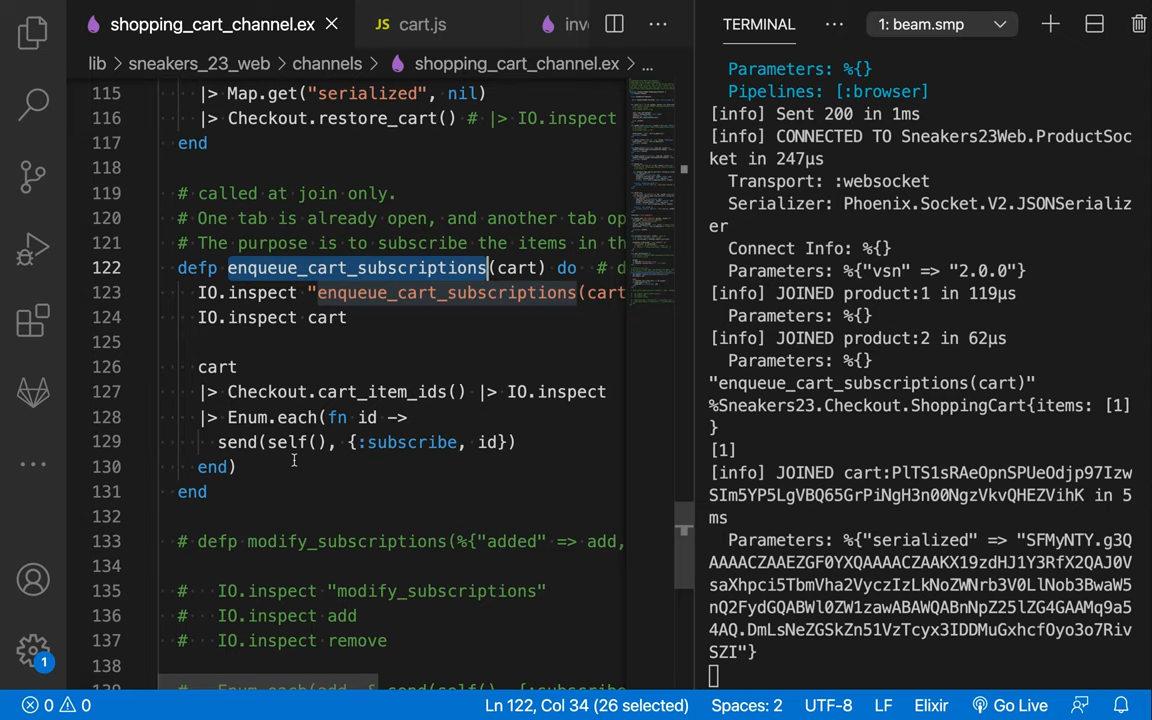 shopping_cart_channel.ex
JS cart.js
inv
TERMINAL
1: beam.smp
lib > sneakers_23_web > channels > shopping_cart_channel.ex > ...
115 |> Map.get("serialized", nil)
116 |> Checkout.restore_cart() # |> IO.inspect
117 end
118
119 # called at join only.
120 # One tab is already open, and another tab op
121 # The purpose is to subscribe the items in th
122 defp enqueue_cart_subscriptions(cart) do # d
123 IO.inspect "enqueue_cart_subscriptions(cart
124 IO.inspect cart
125
126 cart
127 |> Checkout.cart_item_ids() |> IO.inspect
128 |> Enum.each(fn id ->
129 send(self(), {:subscribe, id})
130 end)
131 end
132
133 # defp modify_subscriptions(%{"added" => add,
134
135 # IO.inspect "modify_subscriptions"
136 # IO.inspect add
137 # IO.inspect remove
138
Parameters: %{}
Pipelines: [:browser]
[info] Sent 200 in 1ms
[info] CONNECTED TO Sneakers23Web.ProductSoc
ket in 247µs
Transport: :websocket
Serializer: Phoenix.Socket.V2.JSONSerializ
er
Connect Info: %{}
Parameters: %{"vsn" => "2.0.0"}
[info] JOINED product:1 in 119µs
Parameters: %{}
[info] JOINED product:2 in 62µs
Parameters: %{}
"enqueue_cart_subscriptions(cart)"
%Sneakers23.Checkout.ShoppingCart{items: [1]
}
[1]
[info] JOINED cart:PlTS1sRAeOpnSPUeOdjp97Izw
SIm5YP5LgVBQ65GrPiNgH3n00NgzVkvQHEZVihK in 5
ms
Parameters: %{"serialized" => "SFMyNTY.g3Q
AAAACZAAEZGF0YXQAAAACZAAKX19zdHJ1Y3RfX2QAJ0V
saXhpci5TbmVha2VyczIzLkNoZWNrb3V0LlNob3BwaW5
nQ2FydGQABWl0ZW1zawABAWQABnNpZ25lZG4GAAMq9a5
4AQ.DmLsNeZGSkZn51VzTcyx3IDDMuGxhcfOyo3o7Riv
SZI"}
1
0 0
Ln 122, Col 34 (26 selected)
Spaces: 2
UTF-8
LF
Elixir
Go Live